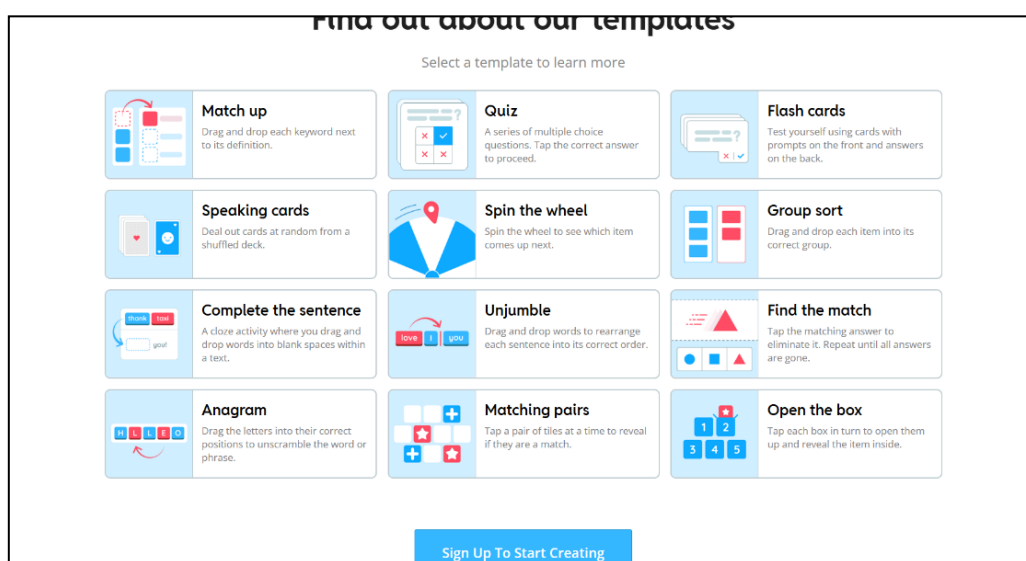 Find out about our templates
Select a template to learn more
Match up
Drag and drop each keyword next
to its definition.
Quiz
A series of multiple choice
questions. Tap the correct answer
to proceed.
Flash cards
Test yourself using cards with
prompts on the front and answers
on the back.
Speaking cards
Deal out cards at random from a
shuffled deck.
Spin the wheel
Spin the wheel to see which item
comes up next.
Group sort
Drag and drop each item into its
correct group.
thank taxi
you!
Complete the sentence
A cloze activity where you drag and
drop words into blank spaces within
a text.
love I you
Unjumble
Drag and drop words to rearrange
each sentence into its correct order.
Find the match
Tap the matching answer to
eliminate it. Repeat until all answers
are gone.
H L L E O
Anagram
Drag the letters into their correct
positions to unscramble the word or
phrase.
Matching pairs
Tap a pair of tiles at a time to reveal
if they are a match.
1 2
3 4 5
Open the box
Tap each box in turn to open them
up and reveal the item inside.
Sign Up To Start Creating